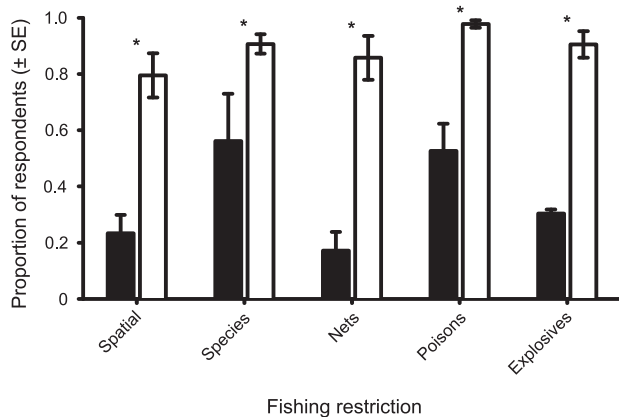 Proportion of respondents (± SE)
1.0
0.8
0.6
0.4
0.2
0
* * * * *
Spatial
Species
Nets
Poisons
Explosives
Fishing restriction